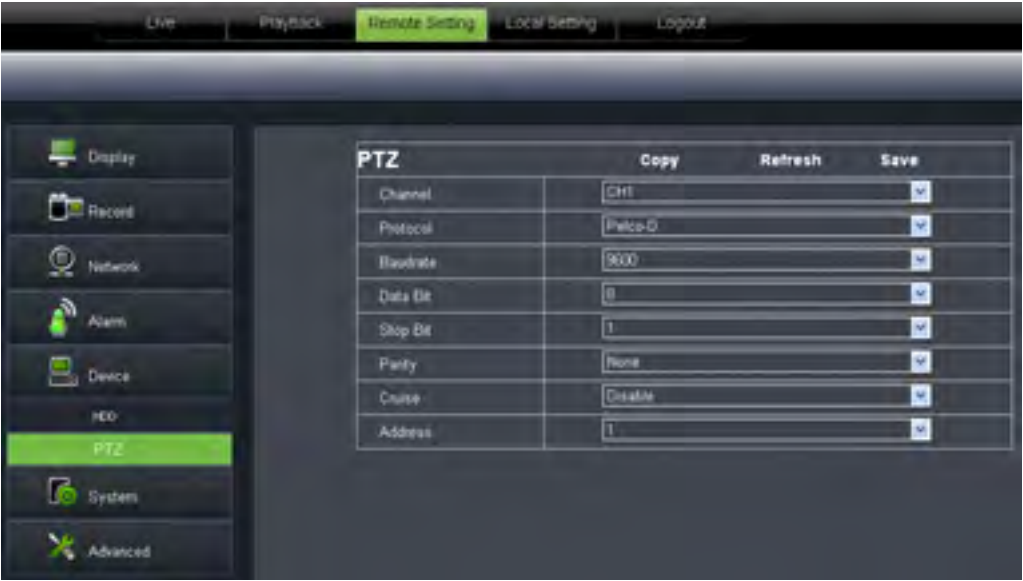 Live Playback Remote Setting Local Setting Logout
Display
Record
Network
Alarm
Device
HDD
PTZ
System
Advanced
PTZ Copy Refresh Save
Channel CH1
Protocol Pelco-D
Baudrate 9600
Data Bit 8
Stop Bit 1
Parity None
Cruise Disable
Address 1